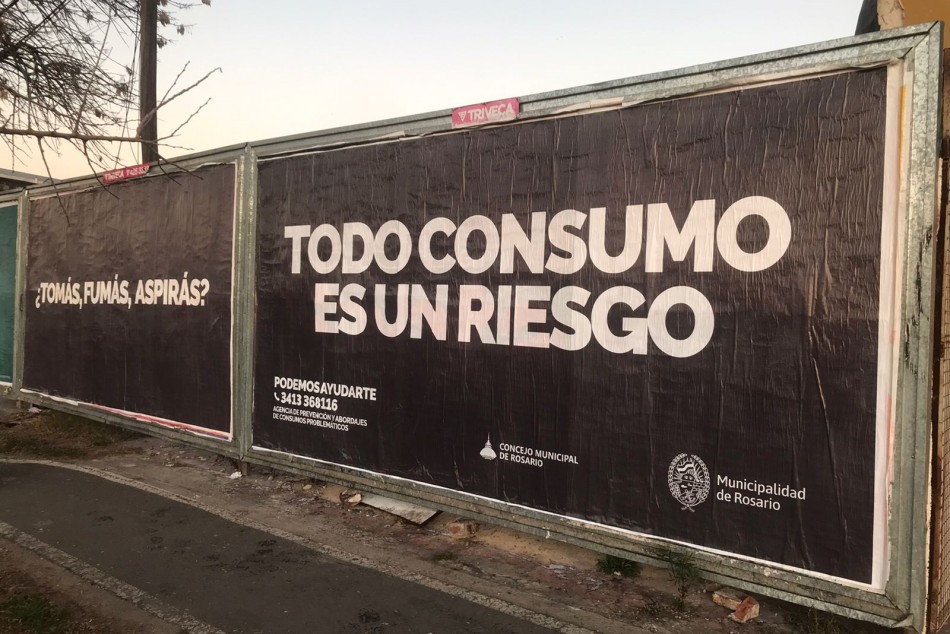 TRIVECA
TRIVECA
¿TOMÁS, FUMÁS, ASPIRÁS?
TODO CONSUMO
ES UN RIESGO
PODEMOS AYUDARTE
3413 368116
AGENCIA DE PREVENCIÓN Y ABORDAJES
DE CONSUMOS PROBLEMÁTICOS
CONCEJO MUNICIPAL
DE ROSARIO
Municipalidad
de Rosario